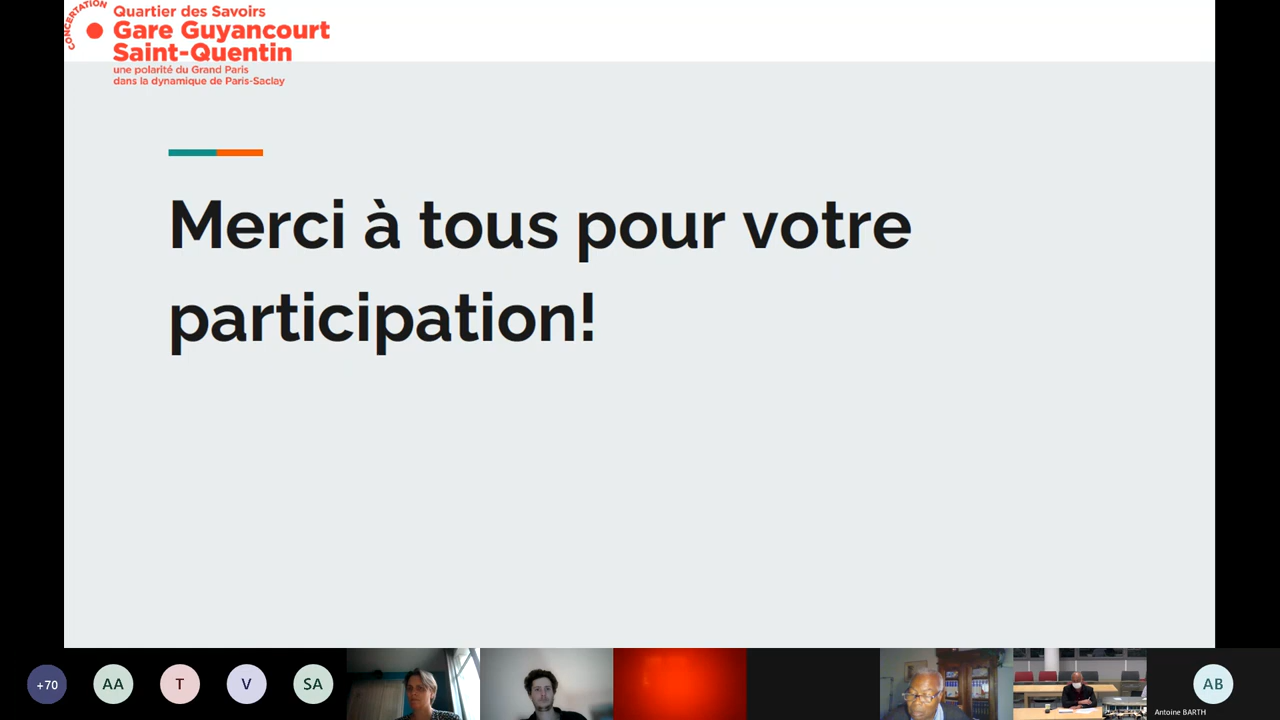 CONCERTATION
Quartier des Savoirs
Gare Guyancourt
Saint-Quentin
une polarité du Grand Paris
dans la dynamique de Paris-Saclay
Merci à tous pour votre
participation!
+70
AA
T
V
SA
AB
Antoine BARTH